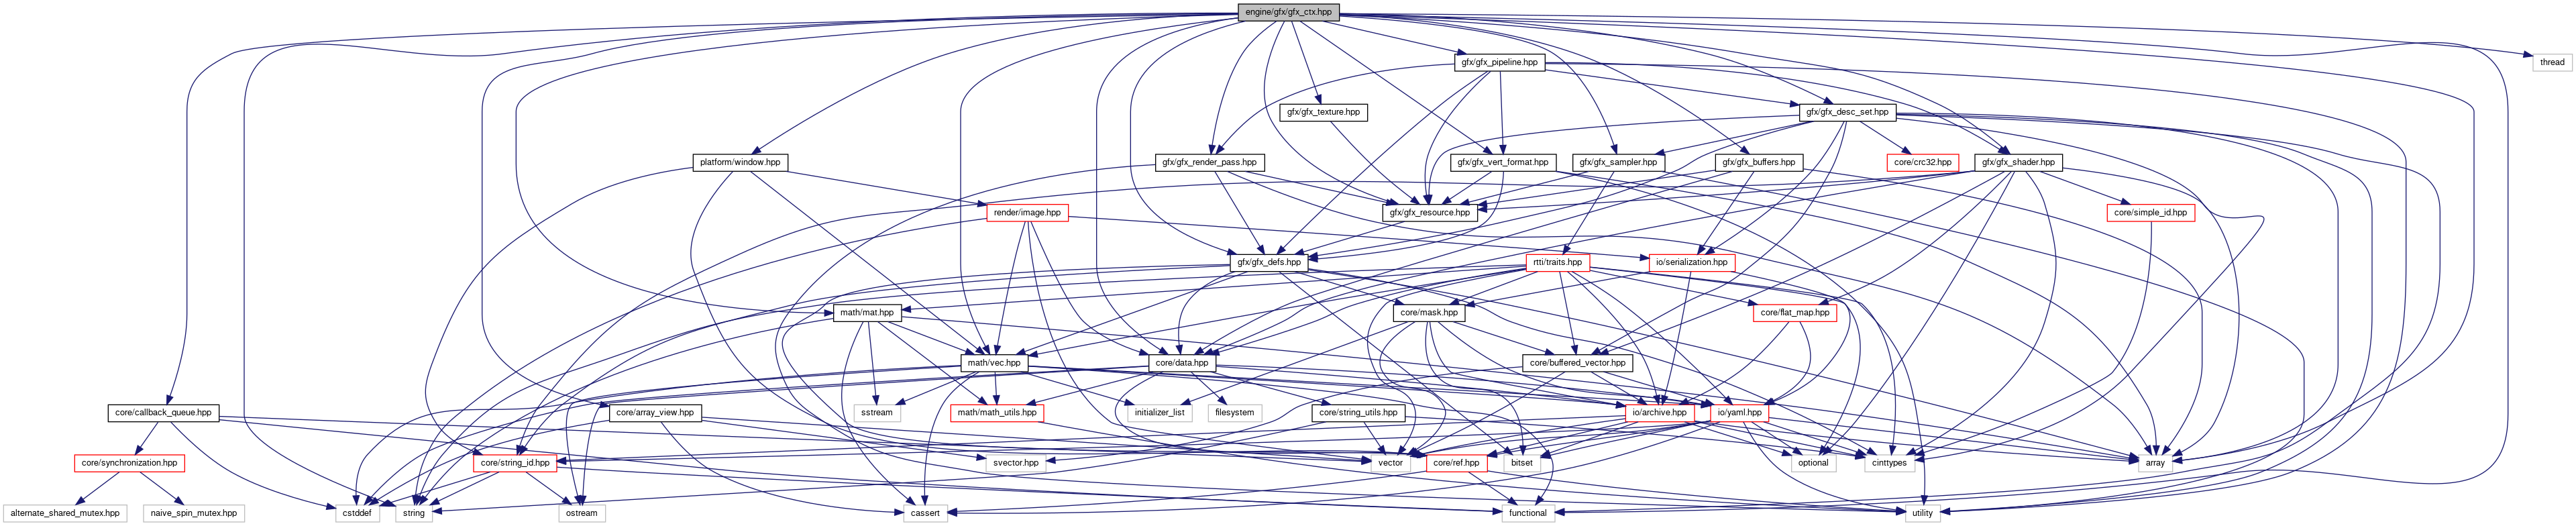 engine/gfx/gfx_ctx.hpp
gfx/gfx_pipeline.hpp
thread
gfx/gfx_texture.hpp
gfx/gfx_desc_set.hpp
platform/window.hpp
gfx/gfx_render_pass.hpp
gfx/gfx_vert_format.hpp
gfx/gfx_sampler.hpp
gfx/gfx_buffers.hpp
core/crc32.hpp
gfx/gfx_shader.hpp
render/image.hpp
gfx/gfx_resource.hpp
core/simple_id.hpp
gfx/gfx_defs.hpp
rtti/traits.hpp
io/serialization.hpp
math/mat.hpp
core/mask.hpp
core/flat_map.hpp
math/vec.hpp
core/data.hpp
core/buffered_vector.hpp
core/callback_queue.hpp
core/array_view.hpp
sstream
math/math_utils.hpp
initializer_list
filesystem
core/string_utils.hpp
io/archive.hpp
io/yaml.hpp
core/synchronization.hpp
core/string_id.hpp
svector.hpp
vector
core/ref.hpp
bitset
optional
cinttypes
array
alternate_shared_mutex.hpp
naive_spin_mutex.hpp
cstddef
string
ostream
cassert
functional
utility